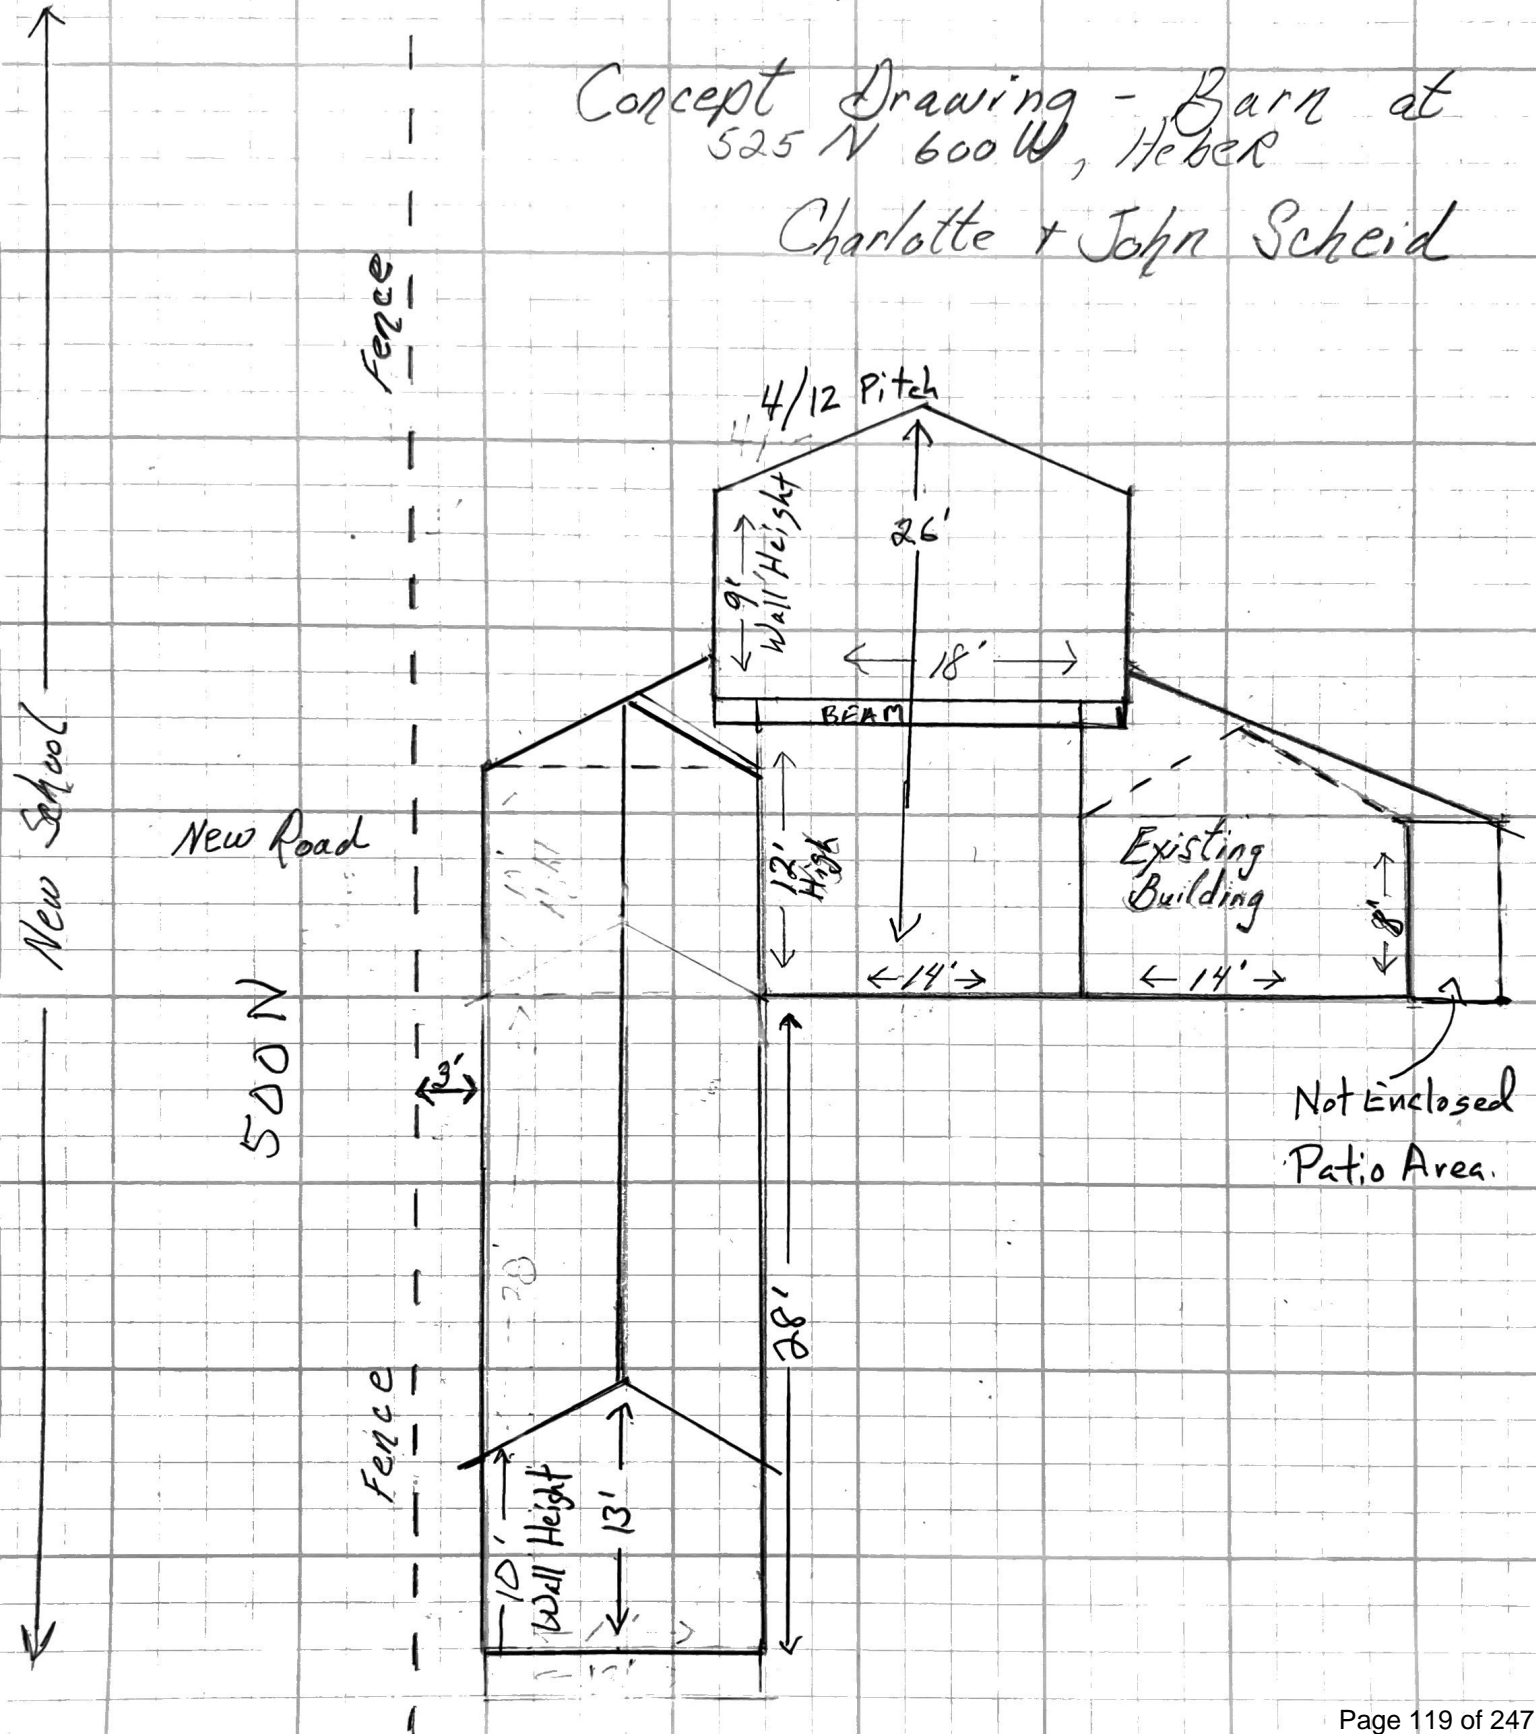 Concept Drawing - Barn at
525 N 600 W, Heber
Charlotte + John Scheid
Fence
4/12 Pitch
26'
9'
Wall Height
18'
BEAM
New School
New Road
12'
High
Existing
Building
8'
14'
14'
500 N
3'
Not Enclosed
Patio Area.
28'
Fence
10'
Wall Height
13'
Page 119 of 247